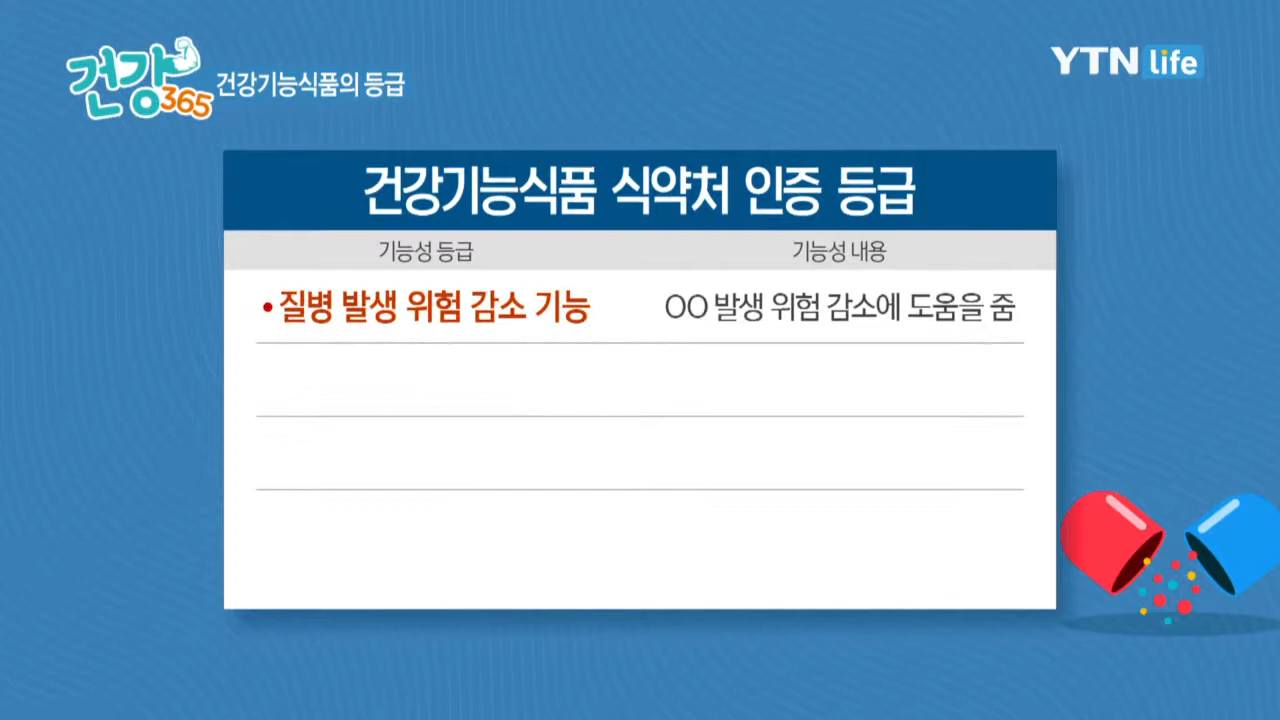 건강365
건강기능식품의 등급
YTN life
건강기능식품 식약처 인증 등급
기능성 등급
기능성 내용
• 질병 발생 위험 감소 기능
OO 발생 위험 감소에 도움을 줌